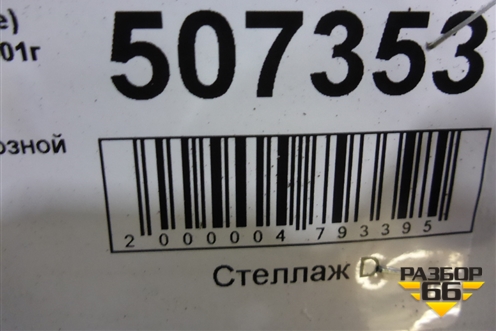 е)
01г
507353
озной
2 000004 793395
Стеллаж D
РАЗБОР
66